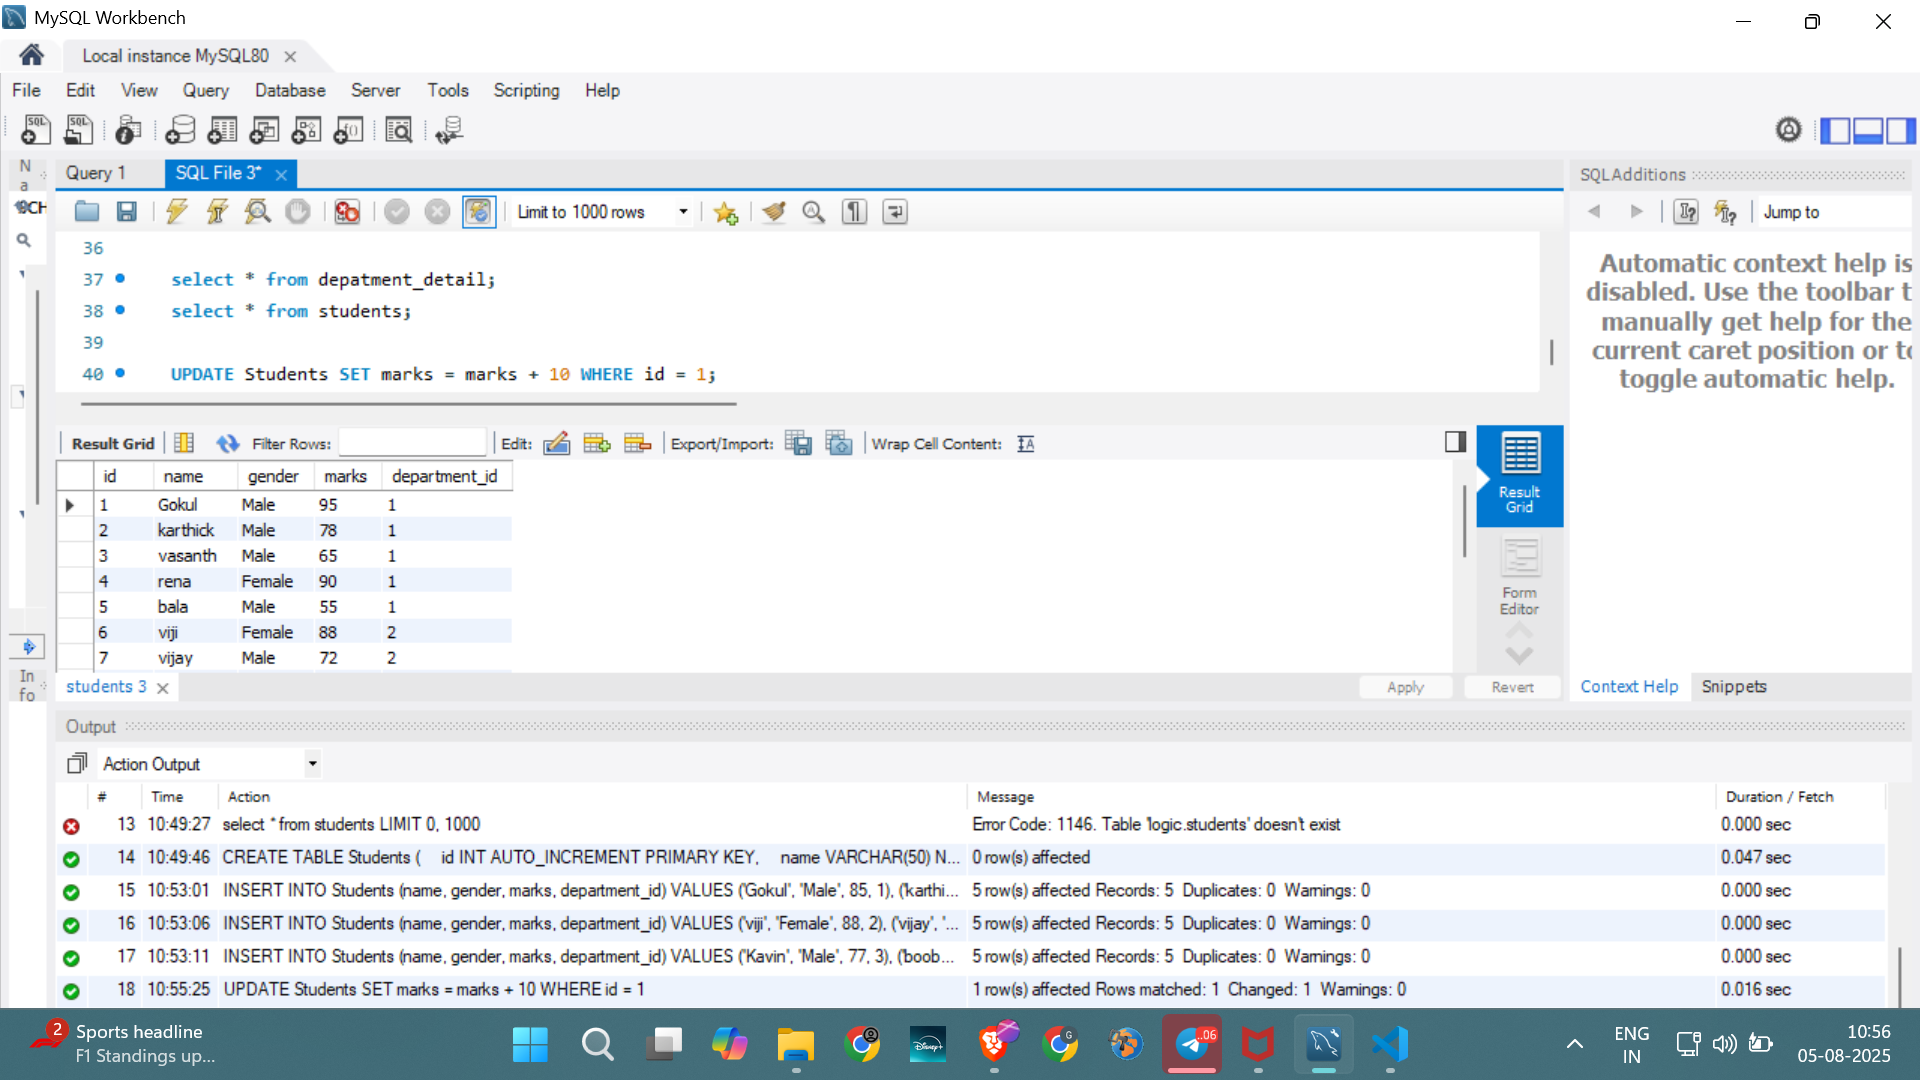 MySQL Workbench
Local instance MySQL80
File Edit View Query Database Server Tools Scripting Help
N
a
Query 1
SQL File 3*
SQLAdditions
SCH
Limit to 1000 rows
Jump to
36
37 select * from depatment_detail;
38 select * from students;
39
40 UPDATE Students SET marks = marks + 10 WHERE id = 1;
Automatic context help is
disabled. Use the toolbar t
manually get help for the
current caret position or to
toggle automatic help.
Result Grid Filter Rows: Edit: Export/Import: Wrap Cell Content:
id name gender marks department_id
1 Gokul Male 95 1
2 karthick Male 78 1
3 vasanth Male 65 1
4 rena Female 90 1
5 bala Male 55 1
6 viji Female 88 2
7 vijay Male 72 2
Result
Grid
Form
Editor
In
fo
students 3
Apply Revert
Context Help Snippets
Output
Action Output
# Time Action Message Duration / Fetch
13 10:49:27 select * from students LIMIT 0, 1000 Error Code: 1146. Table 'logic.students' doesn't exist 0.000 sec
14 10:49:46 CREATE TABLE Students ( id INT AUTO_INCREMENT PRIMARY KEY, name VARCHAR(50) N... 0 row(s) affected 0.047 sec
15 10:53:01 INSERT INTO Students (name, gender, marks, department_id) VALUES ('Gokul', 'Male', 85, 1), ('karthi... 5 row(s) affected Records: 5 Duplicates: 0 Warnings: 0 0.000 sec
16 10:53:06 INSERT INTO Students (name, gender, marks, department_id) VALUES ('viji', 'Female', 88, 2), ('vijay', '... 5 row(s) affected Records: 5 Duplicates: 0 Warnings: 0 0.000 sec
17 10:53:11 INSERT INTO Students (name, gender, marks, department_id) VALUES ('Kavin', 'Male', 77, 3), ('boob... 5 row(s) affected Records: 5 Duplicates: 0 Warnings: 0 0.000 sec
18 10:55:25 UPDATE Students SET marks = marks + 10 WHERE id = 1 1 row(s) affected Rows matched: 1 Changed: 1 Warnings: 0 0.016 sec
2
Sports headline
F1 Standings up...
Disney+
G
..06
ENG
IN
10:56
05-08-2025